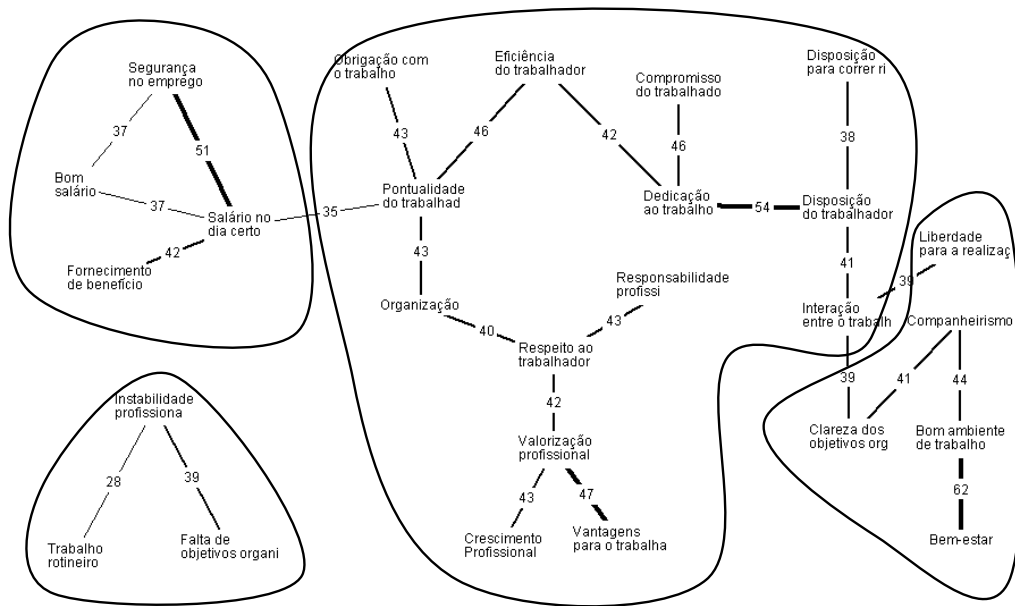 Segurança
no emprego
37
51
Bom
salário
37
Salário no
dia certo
42
Fornecimento
de benefício
35
Obrigação com
o trabalho
Eficiência
do trabalhador
Compromisso
do trabalhado
Disposição
para correr ri
43
46
42
46
38
Pontualidade
do trabalhad
Dedicação
ao trabalho
54
Disposição
do trabalhador
43
41
Organização
Responsabilidade
profissi
40
43
Respeito ao
trabalhador
Interação
entre o trabalh
42
Valorização
profissional
43
47
Crescimento
Profissional
Vantagens
para o trabalha
Liberdade
para a realizaç
39
Companheirismo
39
41
44
Clareza dos
objetivos org
Bom ambiente
de trabalho
62
Bem-estar
Instabilidade
profissiona
28
39
Trabalho
rotineiro
Falta de
objetivos organi